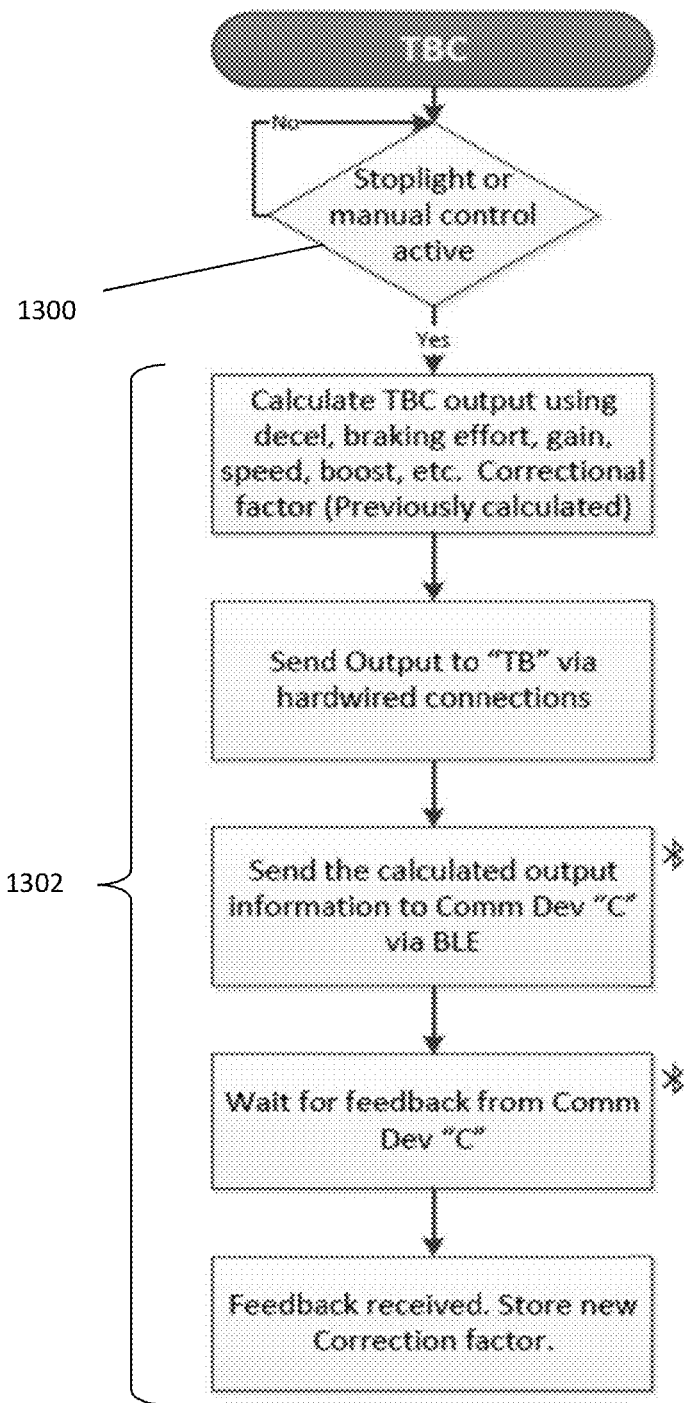 TBC
No
Stoplight or
manual control
active
1300
Yes
Calculate TBC output using
decel, braking effort, gain,
speed, boost, etc. Correctional
factor (Previously calculated)
Send Output to "TB" via
hardwired connections
1302
Send the calculated output
information to Comm Dev "C"
via BLE
Wait for feedback from Comm
Dev "C"
Feedback received. Store new
Correction factor.